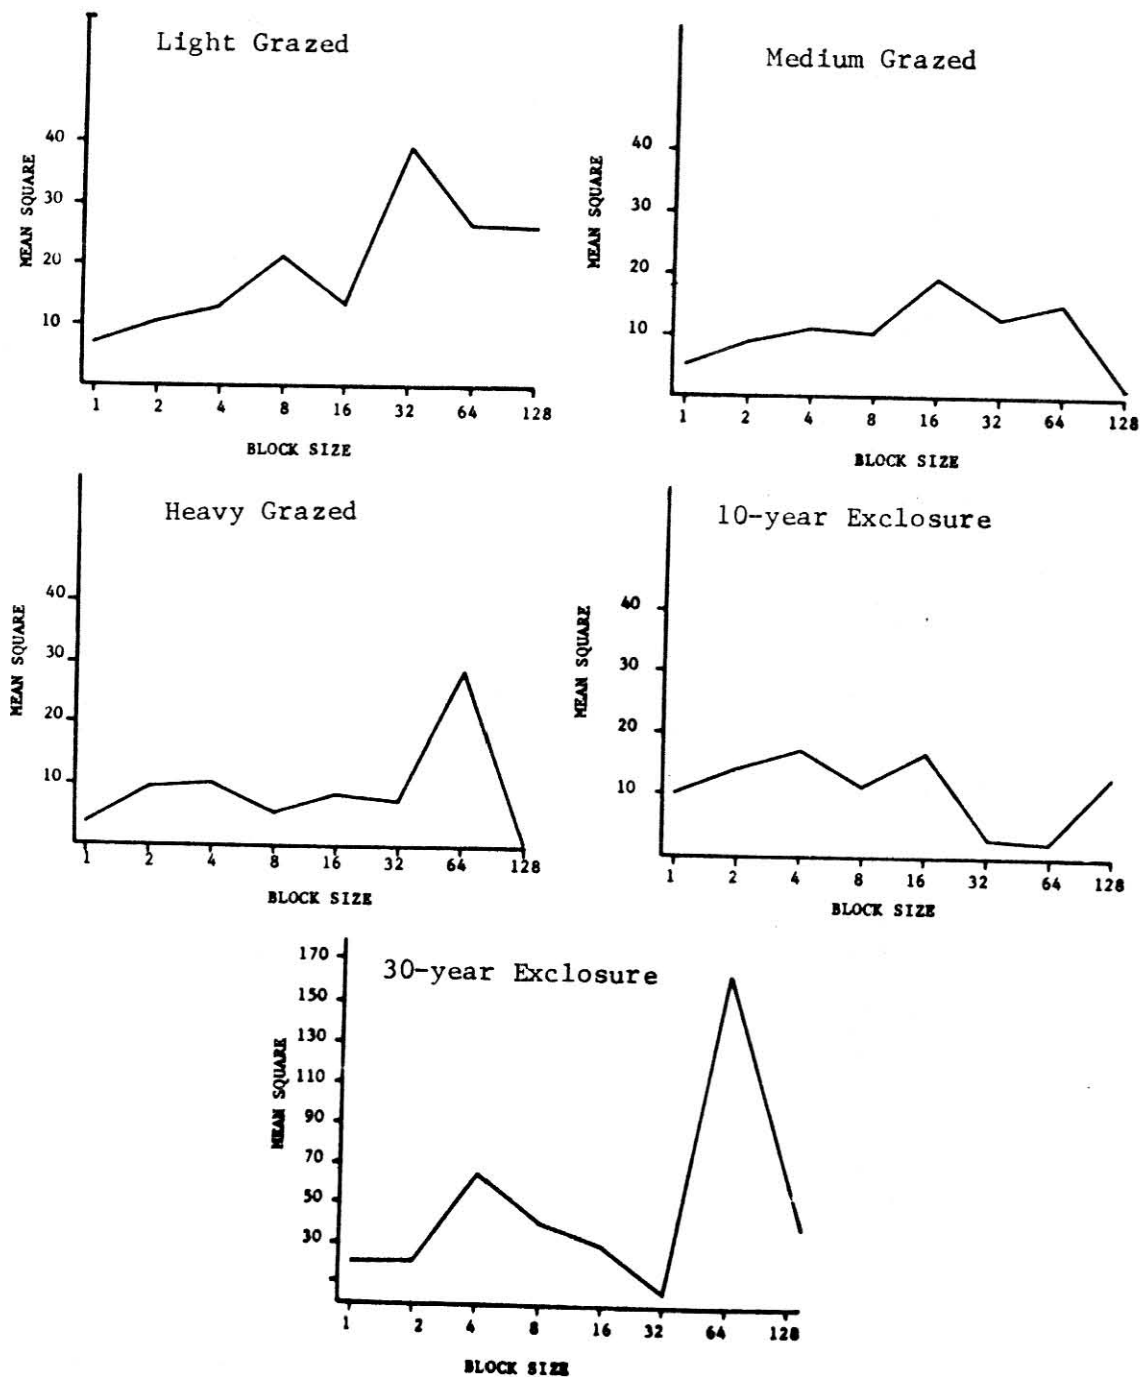 Light Grazed
MEAN SQUARE
40
30
20
10
1 2 4 8 16 32 64 128
BLOCK SIZE
Medium Grazed
MEAN SQUARE
40
30
20
10
1 2 4 8 16 32 64 128
BLOCK SIZE
Heavy Grazed
MEAN SQUARE
40
30
20
10
1 2 4 8 16 32 64 128
BLOCK SIZE
10-year Exclosure
MEAN SQUARE
40
30
20
10
1 2 4 8 16 32 64 128
BLOCK SIZE
30-year Exclosure
MEAN SQUARE
170
150
130
110
90
70
50
30
1 2 4 8 16 32 64 128
BLOCK SIZE